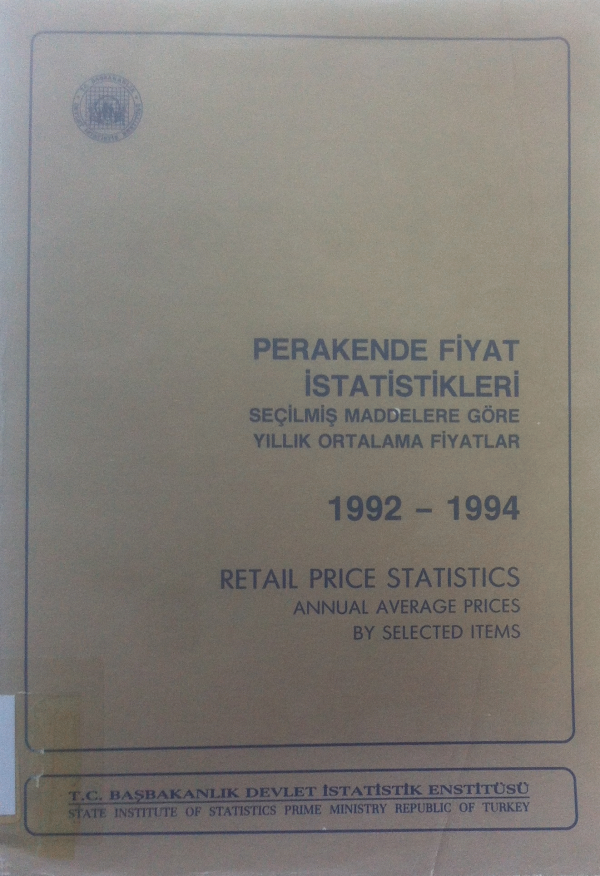 PERAKENDE FİYAT
İSTATİSTİKLERİ
SEÇİLMİŞ MADDELERE GÖRE
YILLIK ORTALAMA FİYATLAR
1992 – 1994
RETAIL PRICE STATISTICS
ANNUAL AVERAGE PRICES
BY SELECTED ITEMS
T.C. BAŞBAKANLIK DEVLET İSTATİSTİK ENSTİTÜSÜ
STATE INSTITUTE OF STATISTICS PRIME MINISTRY REPUBLIC OF TURKEY